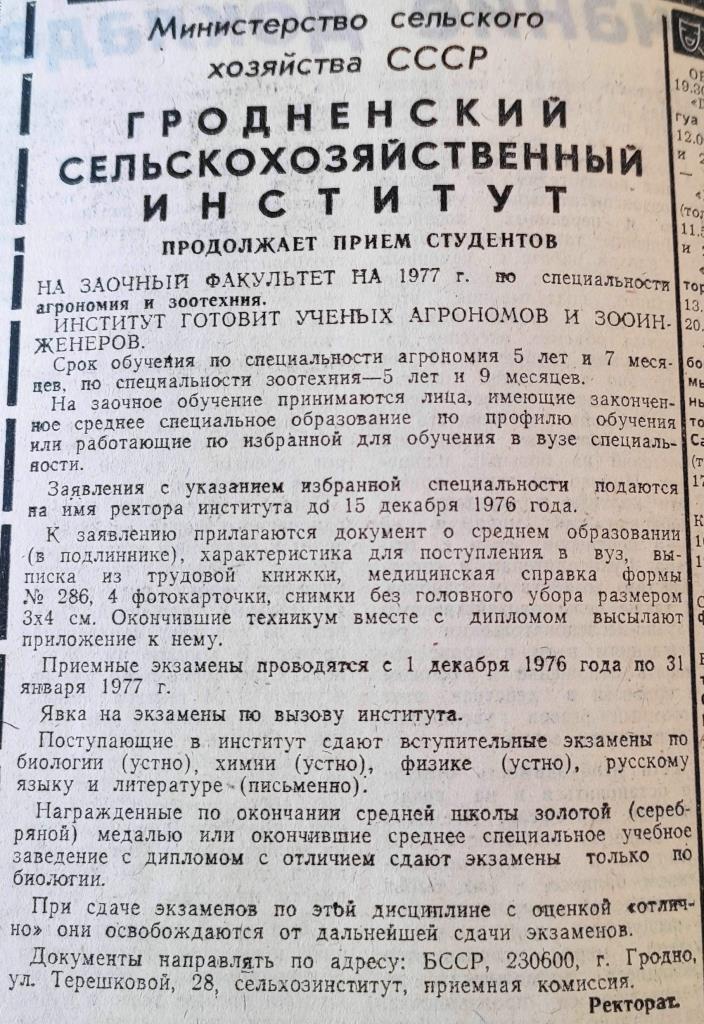 Министерство сельского
хозяйства СССР
ГРОДНЕНСКИЙ
СЕЛЬСКОХОЗЯЙСТВЕННЫЙ
ИНСТИТУТ
ПРОДОЛЖАЕТ ПРИЕМ СТУДЕНТОВ
НА ЗАОЧНЫЙ ФАКУЛЬТЕТ НА 1977 г. по специальности
агрономия и зоотехния.
ИНСТИТУТ ГОТОВИТ УЧЕНЫХ АГРОНОМОВ И ЗООИН-
ЖЕНЕРОВ.
Срок обучения по специальности агрономия 5 лет и 7 меся-
цев, по специальности зоотехния—5 лет и 9 месяцев.
На заочное обучение принимаются лица, имеющие закончен-
ное среднее специальное образование по профилю обучения
или работающие по избранной для обучения в вузе специаль-
ности.
Заявления с указанием избранной специальности подаются
на имя ректора института до 15 декабря 1976 года.
К заявлению прилагаются документ о среднем образовании
(в подлиннике), характеристика для поступления в вуз, вы-
писка из трудовой книжки, медицинская справка формы
№ 286, 4 фотокарточки, снимки без головного убора размером
3х4 см. Окончившие техникум вместе с дипломом высылают
приложение к нему.
Приемные экзамены проводятся с 1 декабря 1976 года по 31
января 1977 г.
Явка на экзамены по вызову института.
Поступающие в институт сдают вступительные экзамены по
биологии (устно), химии (устно), физике (устно), русскому
языку и литературе (письменно).
Награжденные по окончании средней школы золотой (сереб-
ряной) медалью или окончившие среднее специальное учебное
заведение с дипломом с отличием сдают экзамены только по
биологии.
При сдаче экзаменов по этой дисциплине с оценкой «отлич-
но» они освобождаются от дальнейшей сдачи экзаменов.
Документы направлять по адресу: БССР, 230600, г. Гродно,
ул. Терешковой, 28, сельхозинститут, приемная комиссия.
Ректорат.